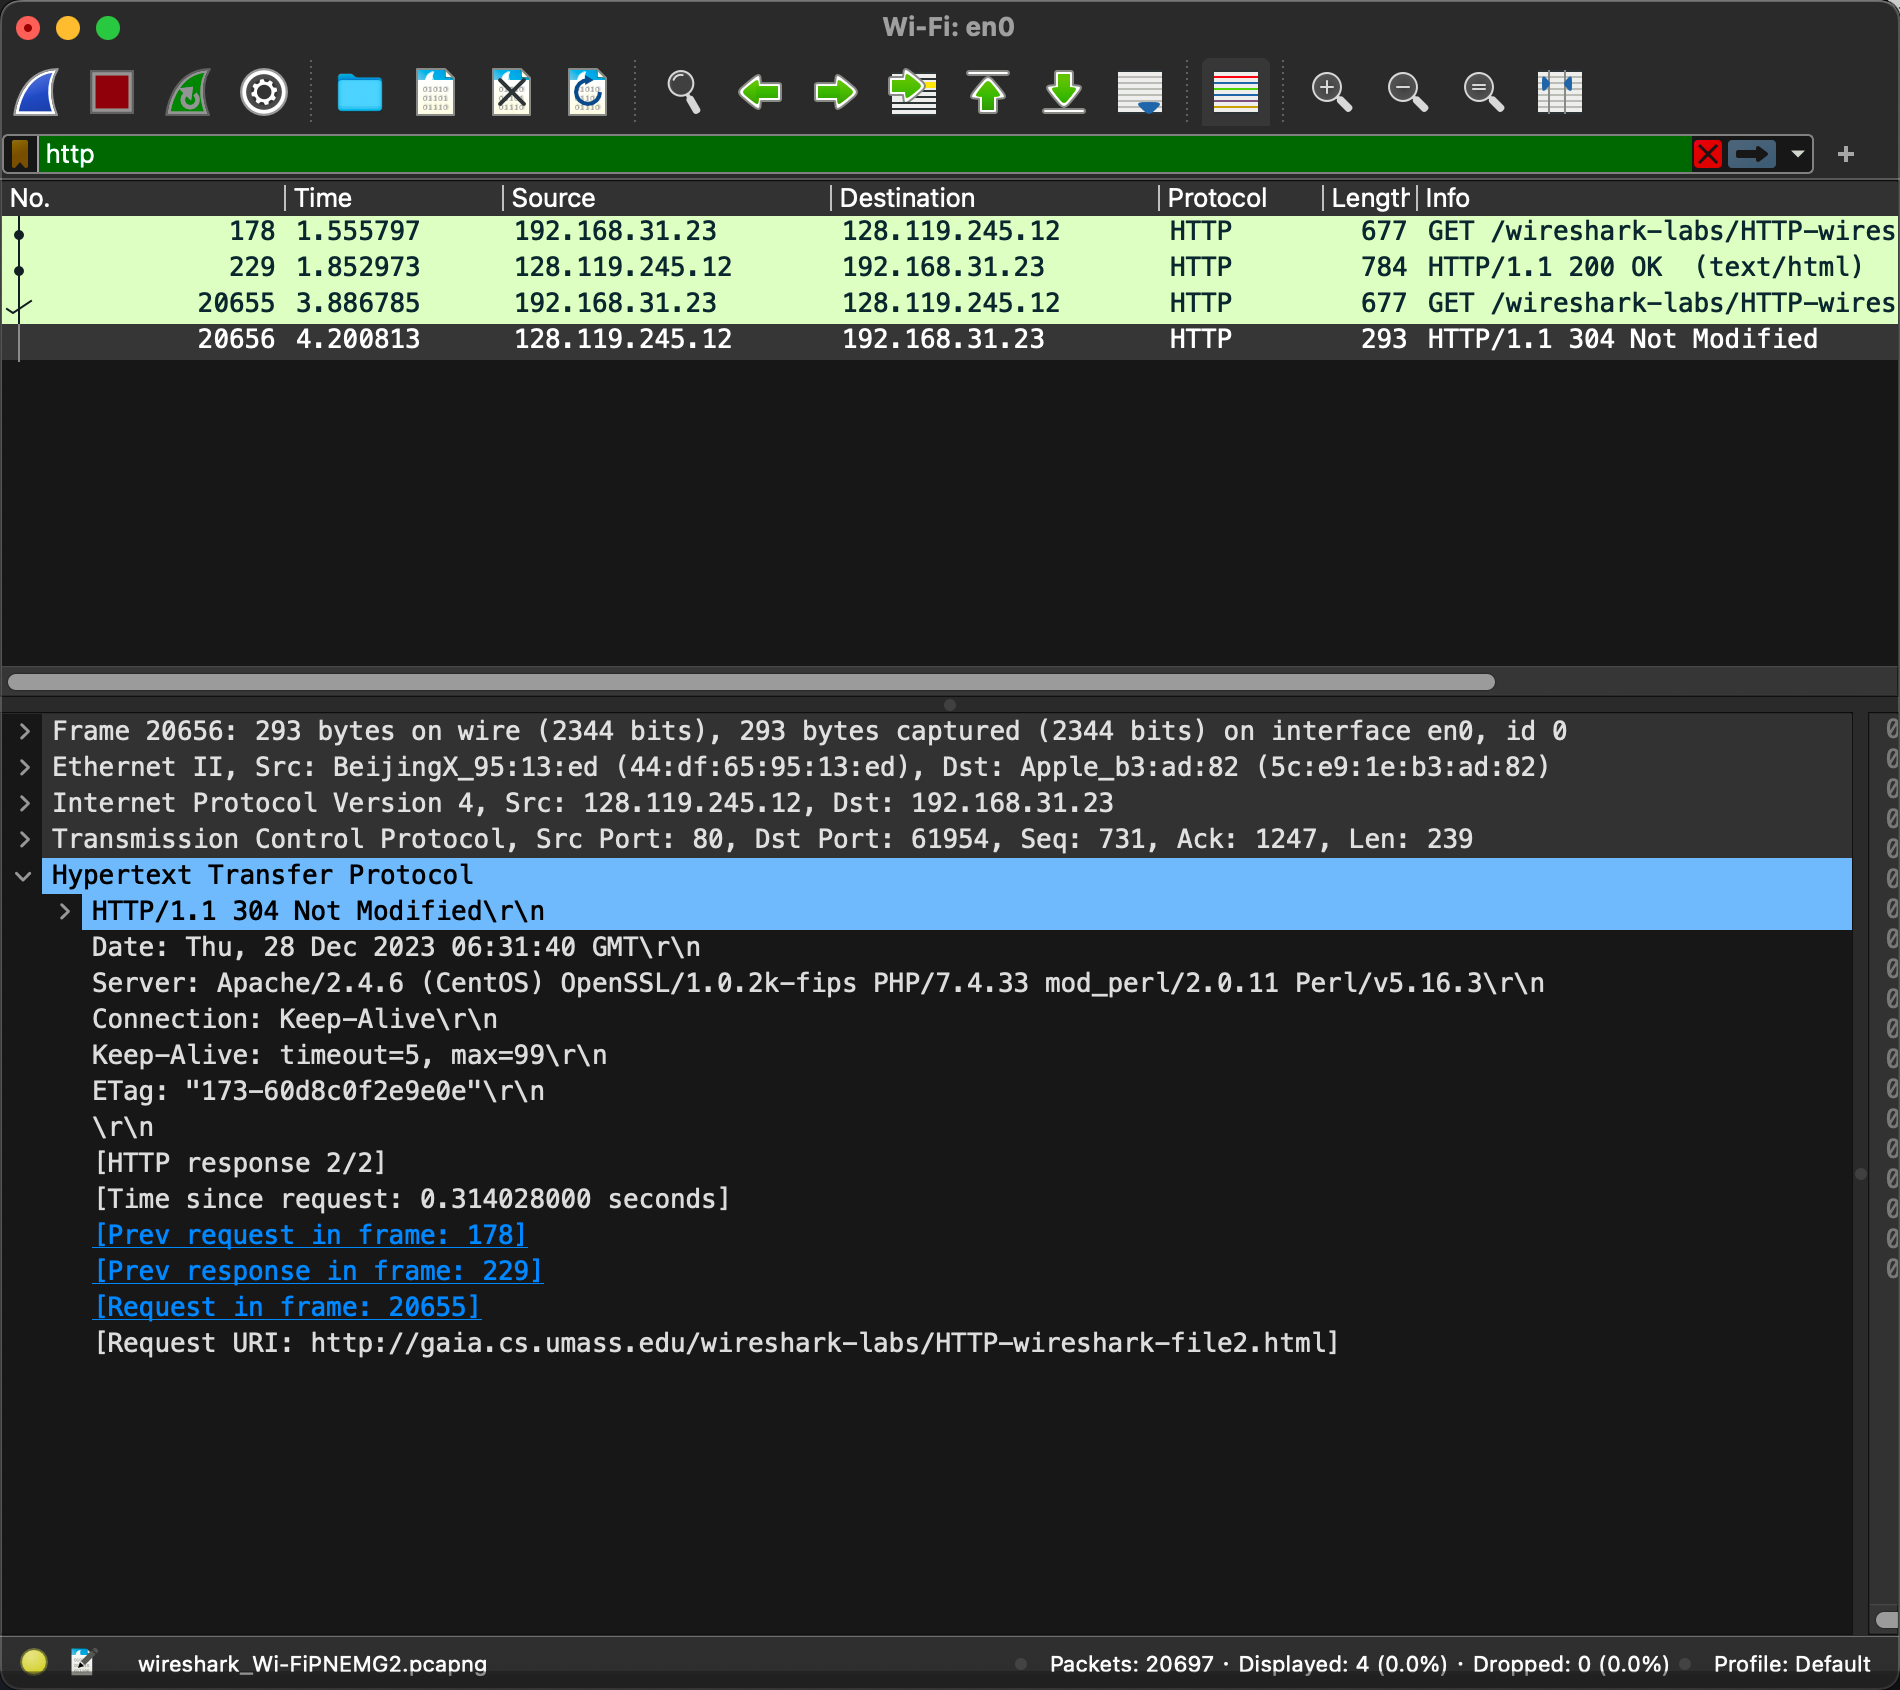 Wi-Fi: en0
http
No. Time Source Destination Protocol Length Info
178 1.555797 192.168.31.23 128.119.245.12 HTTP 677 GET /wireshark-labs/HTTP-wires
229 1.852973 128.119.245.12 192.168.31.23 HTTP 784 HTTP/1.1 200 OK (text/html)
20655 3.886785 192.168.31.23 128.119.245.12 HTTP 677 GET /wireshark-labs/HTTP-wires
20656 4.200813 128.119.245.12 192.168.31.23 HTTP 293 HTTP/1.1 304 Not Modified
Frame 20656: 293 bytes on wire (2344 bits), 293 bytes captured (2344 bits) on interface en0, id 0
Ethernet II, Src: BeijingX_95:13:ed (44:df:65:95:13:ed), Dst: Apple_b3:ad:82 (5c:e9:1e:b3:ad:82)
Internet Protocol Version 4, Src: 128.119.245.12, Dst: 192.168.31.23
Transmission Control Protocol, Src Port: 80, Dst Port: 61954, Seq: 731, Ack: 1247, Len: 239
Hypertext Transfer Protocol
HTTP/1.1 304 Not Modified\r\n
Date: Thu, 28 Dec 2023 06:31:40 GMT\r\n
Server: Apache/2.4.6 (CentOS) OpenSSL/1.0.2k-fips PHP/7.4.33 mod_perl/2.0.11 Perl/v5.16.3\r\n
Connection: Keep-Alive\r\n
Keep-Alive: timeout=5, max=99\r\n
ETag: "173-60d8c0f2e9e0e"\r\n
\r\n
[HTTP response 2/2]
[Time since request: 0.314028000 seconds]
[Prev request in frame: 178]
[Prev response in frame: 229]
[Request in frame: 20655]
[Request URI: http://gaia.cs.umass.edu/wireshark-labs/HTTP-wireshark-file2.html]
wireshark_Wi-FiPNEMG2.pcapng
Packets: 20697 · Displayed: 4 (0.0%) · Dropped: 0 (0.0%)
Profile: Default